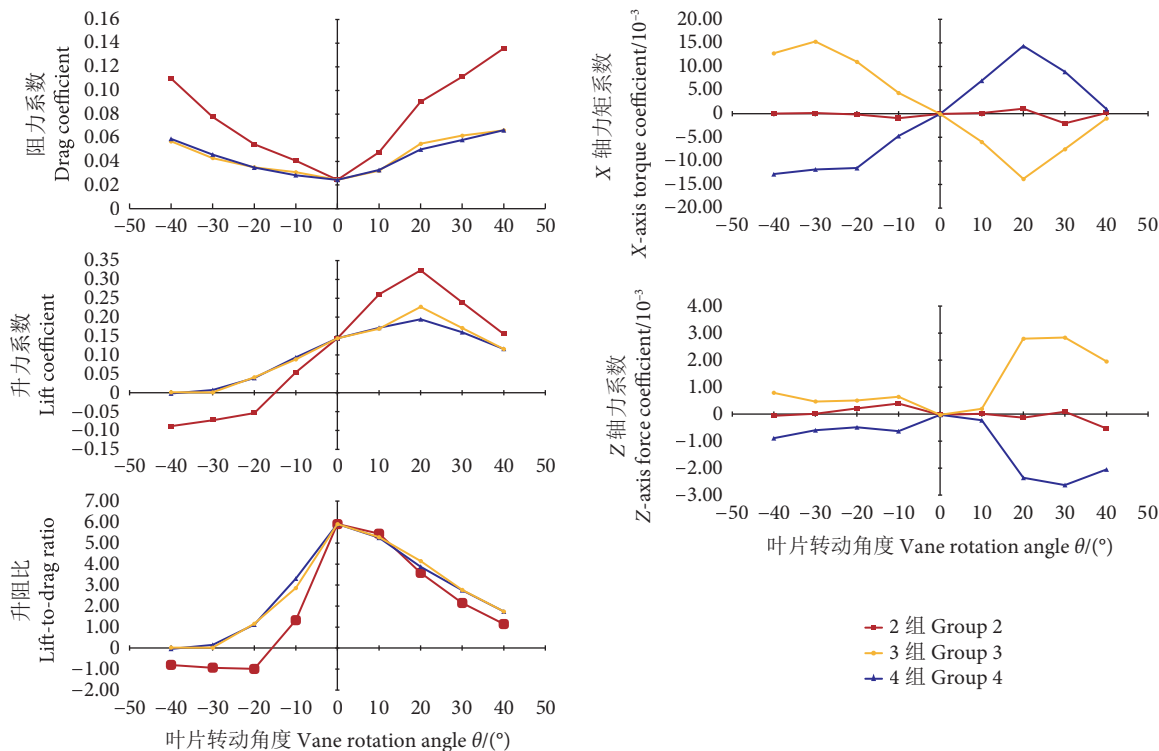 阻力系数
Drag coefficient
0.16
0.14
0.12
0.10
0.08
0.06
0.04
0.02
0
−50 −40 −30 −20 −10 0 10 20 30 40 50
升力系数
Lift coefficient
0.35
0.30
0.25
0.20
0.15
0.10
0.05
0
−0.05
−0.10
−0.15
−50 −40 −30 −20 −10 0 10 20 30 40 50
升阻比
Lift-to-drag ratio
7.00
6.00
5.00
4.00
3.00
2.00
1.00
0
−1.00
−2.00
−50 −40 −30 −20 −10 0 10 20 30 40 50
叶片转动角度 Vane rotation angle θ/(°)
X 轴力矩系数
X-axis torque coefficient/10⁻³
20.00
15.00
10.00
5.00
0.00
−5.00
−10.00
−15.00
−20.00
−50 −40 −30 −20 −10 0 10 20 30 40 50
Z 轴力系数
Z-axis force coefficient/10⁻³
4.00
3.00
2.00
1.00
0.00
−1.00
−2.00
−3.00
−50 −40 −30 −20 −10 0 10 20 30 40 50
叶片转动角度 Vane rotation angle θ/(°)
2 组 Group 2
3 组 Group 3
4 组 Group 4